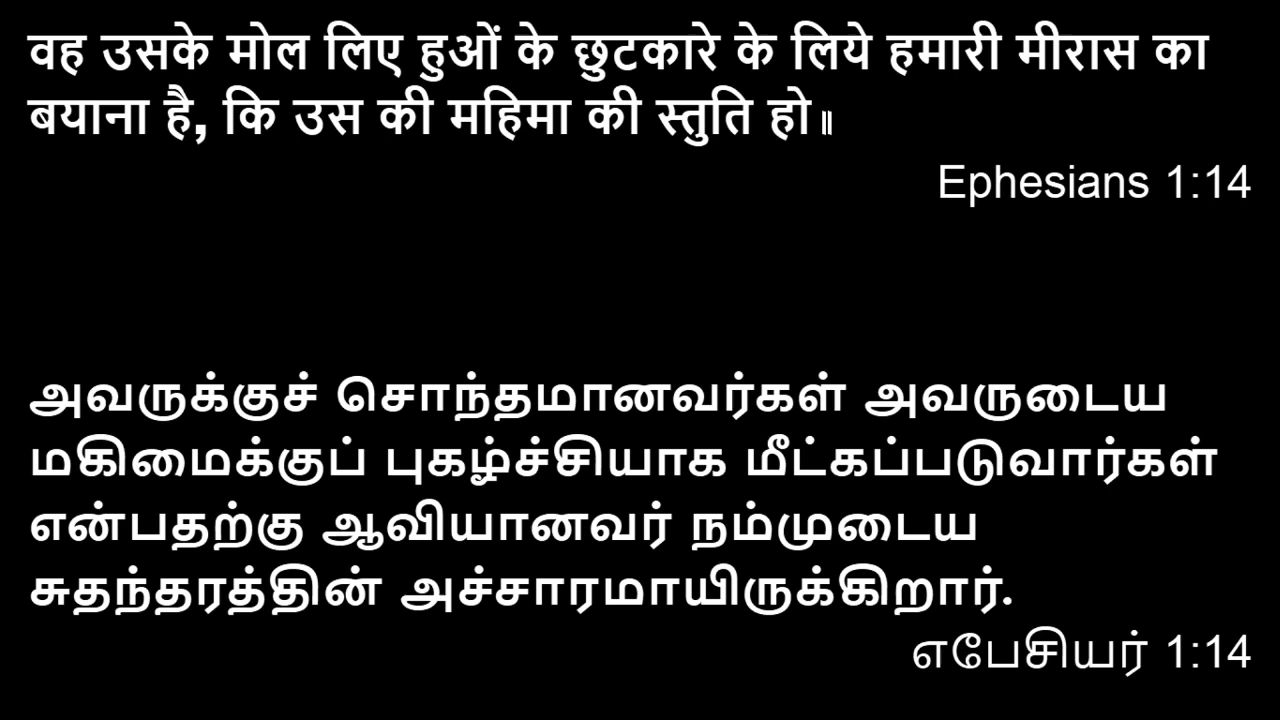 वह उसके मोल लिए हुओं के छुटकारे के लिये हमारी मीरास का
बयाना है, कि उस की महिमा की स्तुति हो॥
Ephesians 1:14
அவருக்குச் சொந்தமானவர்கள் அவருடைய
மகிமைக்குப் புகழ்ச்சியாக மீட்கப்படுவார்கள்
என்பதற்கு ஆவியானவர் நம்முடைய
சுதந்தரத்தின் அச்சாரமாயிருக்கிறார்.
எபேசியர் 1:14